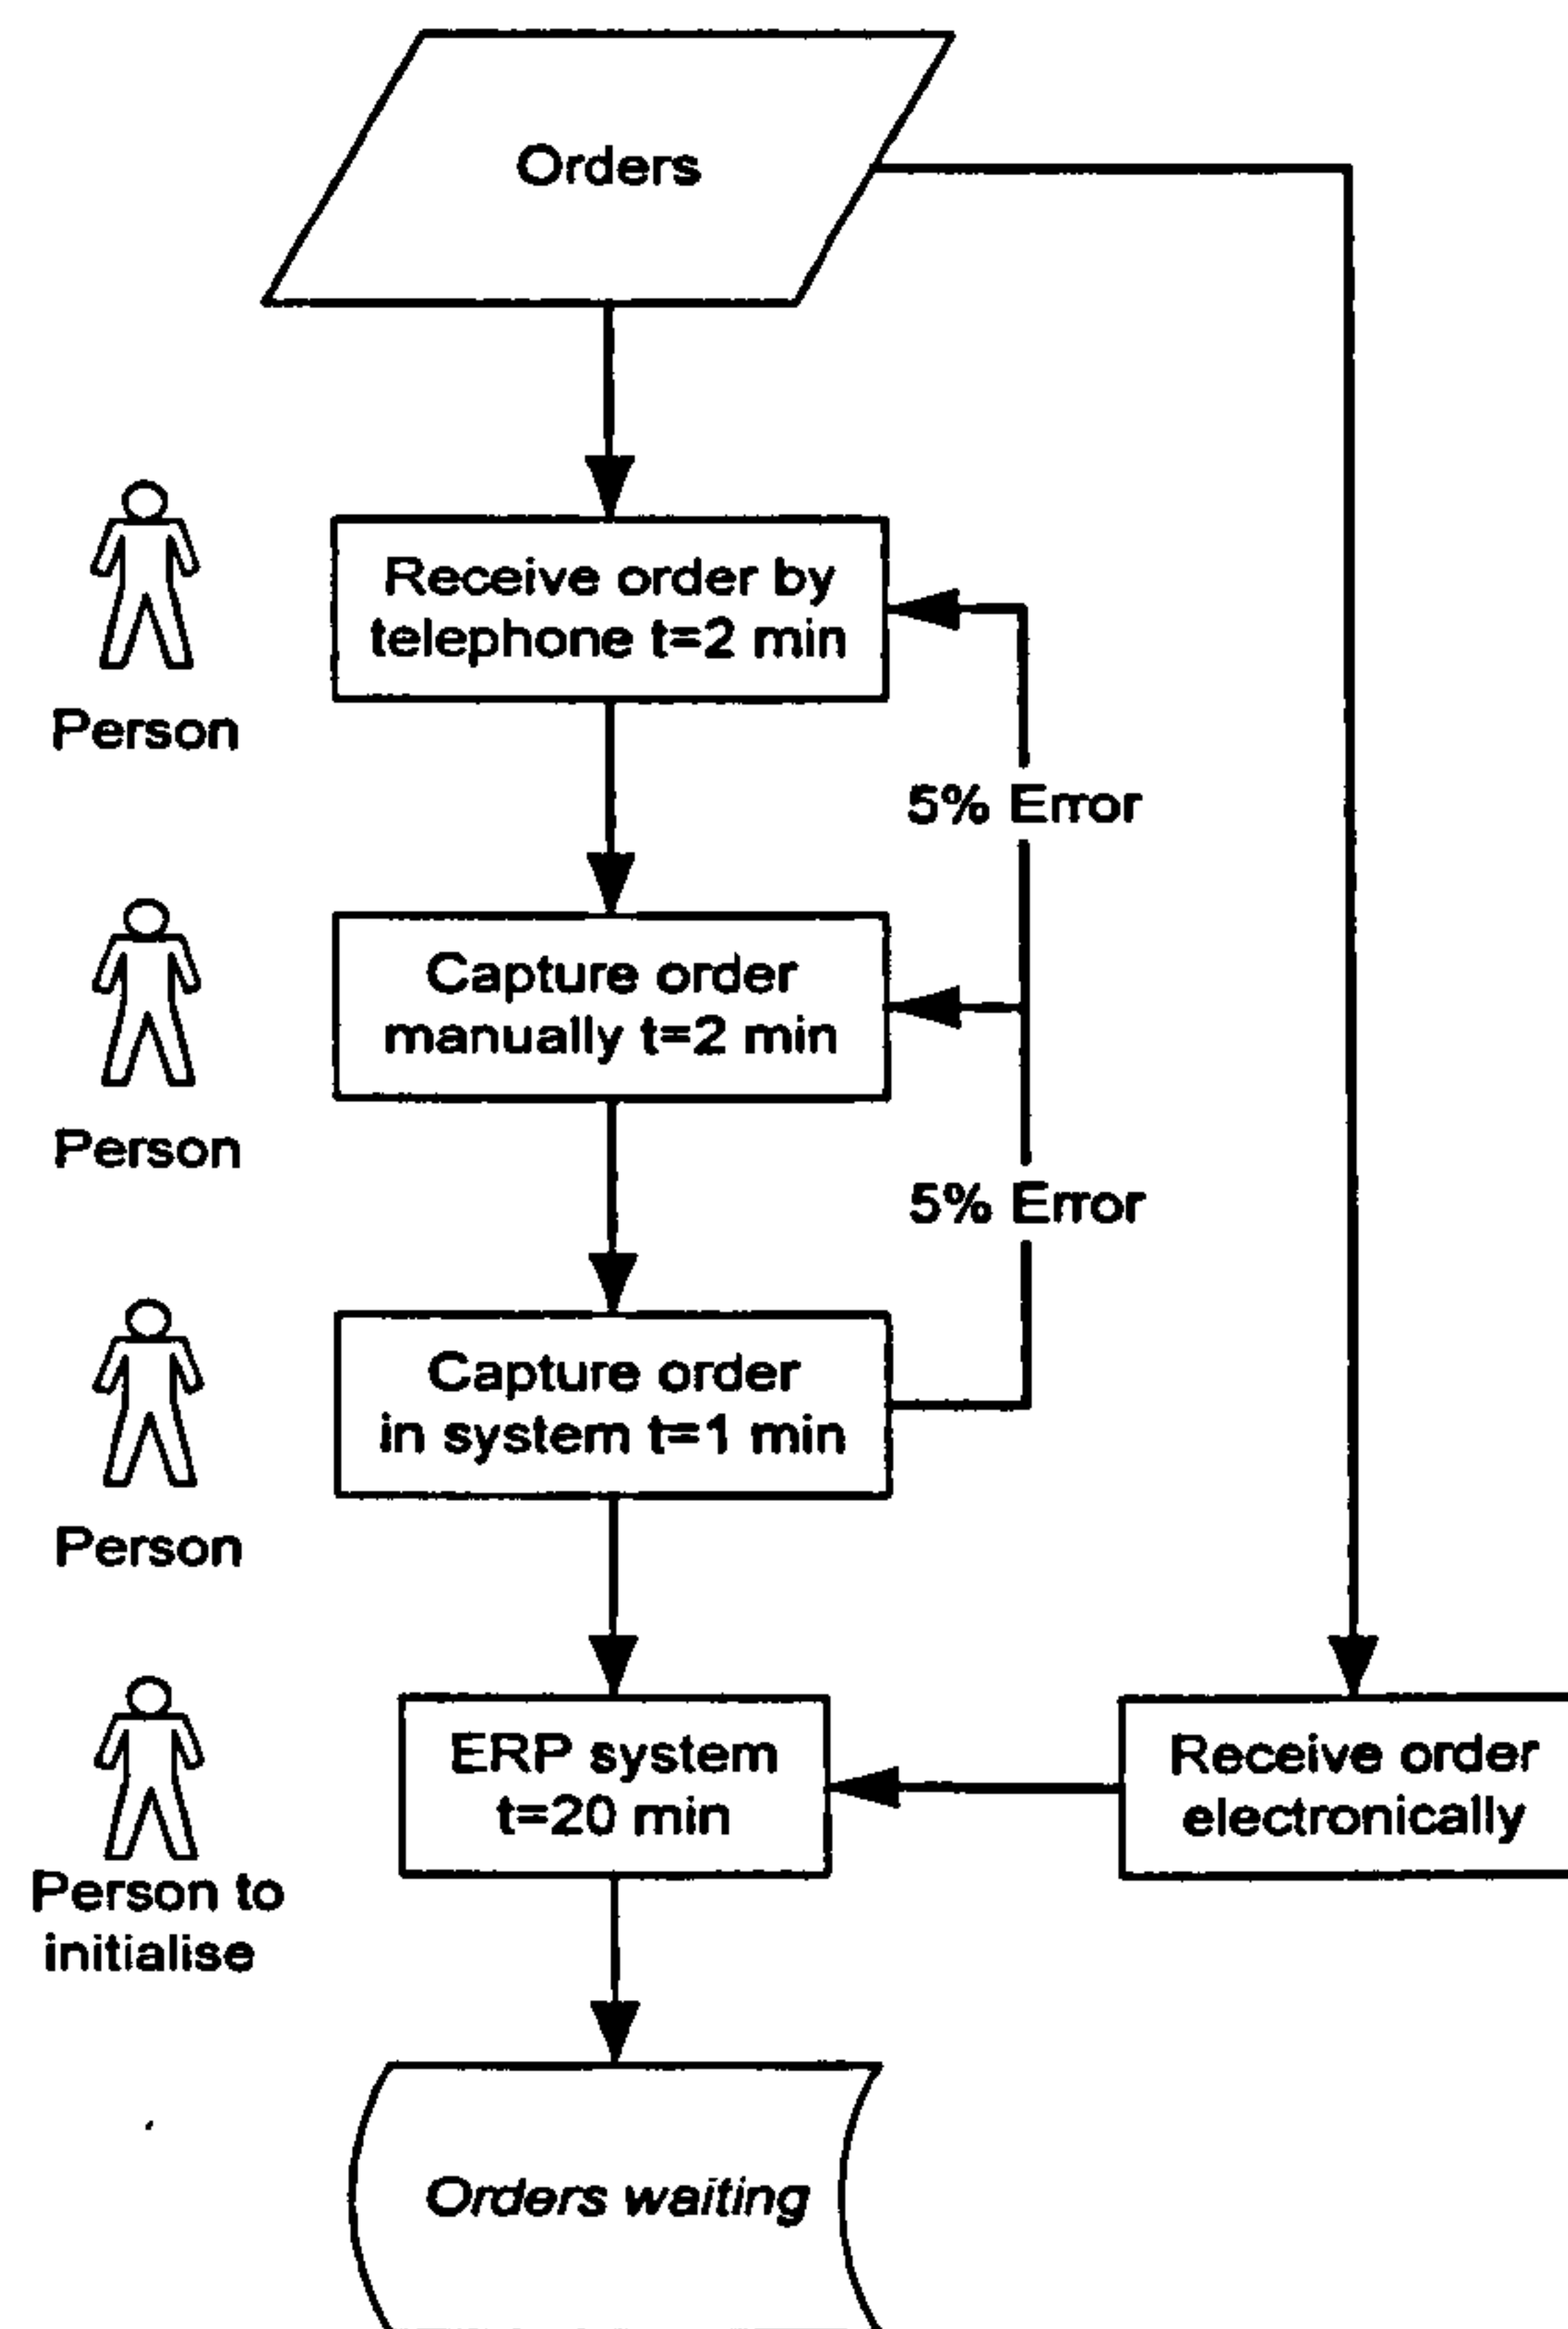 Orders
Receive order by
telephone t=2 min
Person
5% Error
Capture order
manually t=2 min
Person
5% Error
Capture order
in system t=1 min
Person
ERP system
t=20 min
Receive order
electronically
Person to
initialise
Orders waiting